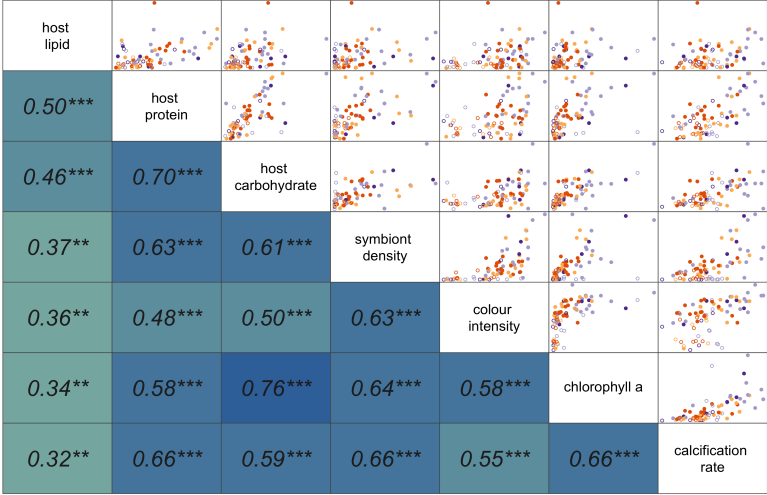 host
lipid
0.50***
host
protein
0.46***
0.70***
host
carbohydrate
0.37**
0.63***
0.61***
symbiont
density
0.36**
0.48***
0.50***
0.63***
colour
intensity
0.34**
0.58***
0.76***
0.64***
0.58***
chlorophyll a
0.32**
0.66***
0.59***
0.66***
0.55***
0.66***
calcification
rate